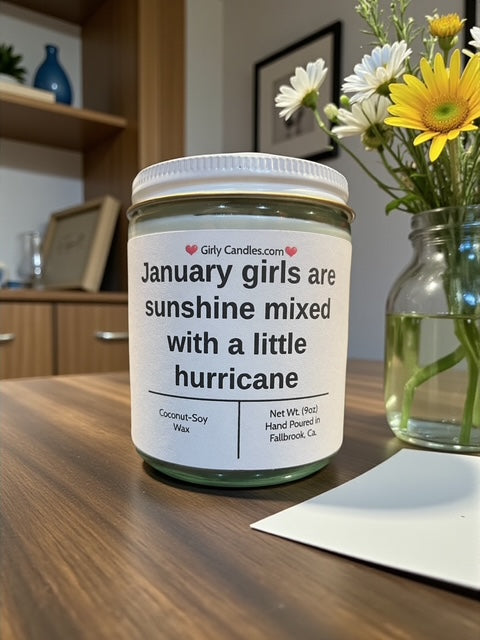 ❤ Girly Candles.com ❤
January girls are
sunshine mixed
with a little
hurricane
Coconut-Soy
Wax
Net Wt. (9oz)
Hand Poured in
Fallbrook, Ca.